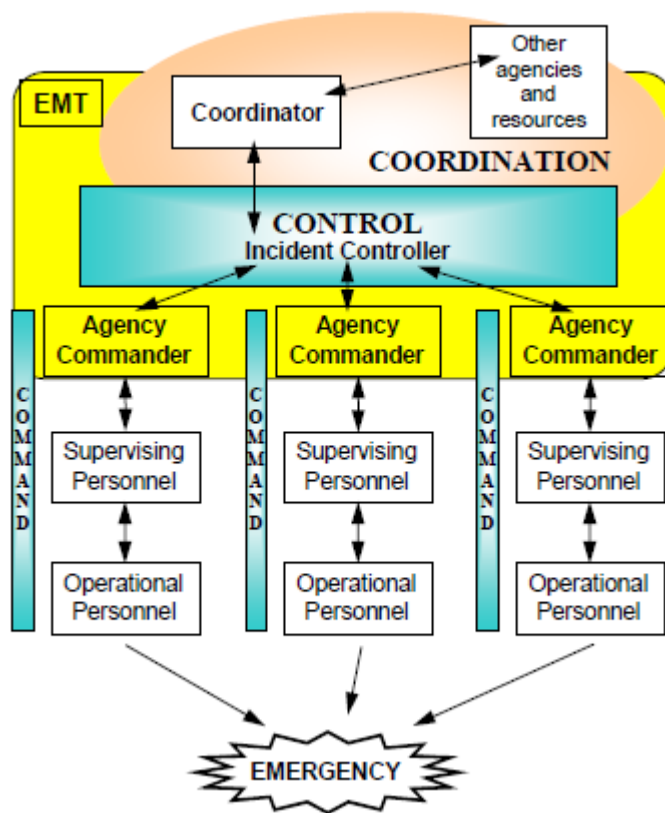 Other
agencies
and
resources
EMT
Coordinator
COORDINATION
CONTROL
Incident Controller
COMMAND
Agency
Commander
COMMAND
Agency
Commander
COMMAND
Agency
Commander
Supervising
Personnel
Supervising
Personnel
Supervising
Personnel
Operational
Personnel
Operational
Personnel
Operational
Personnel
EMERGENCY